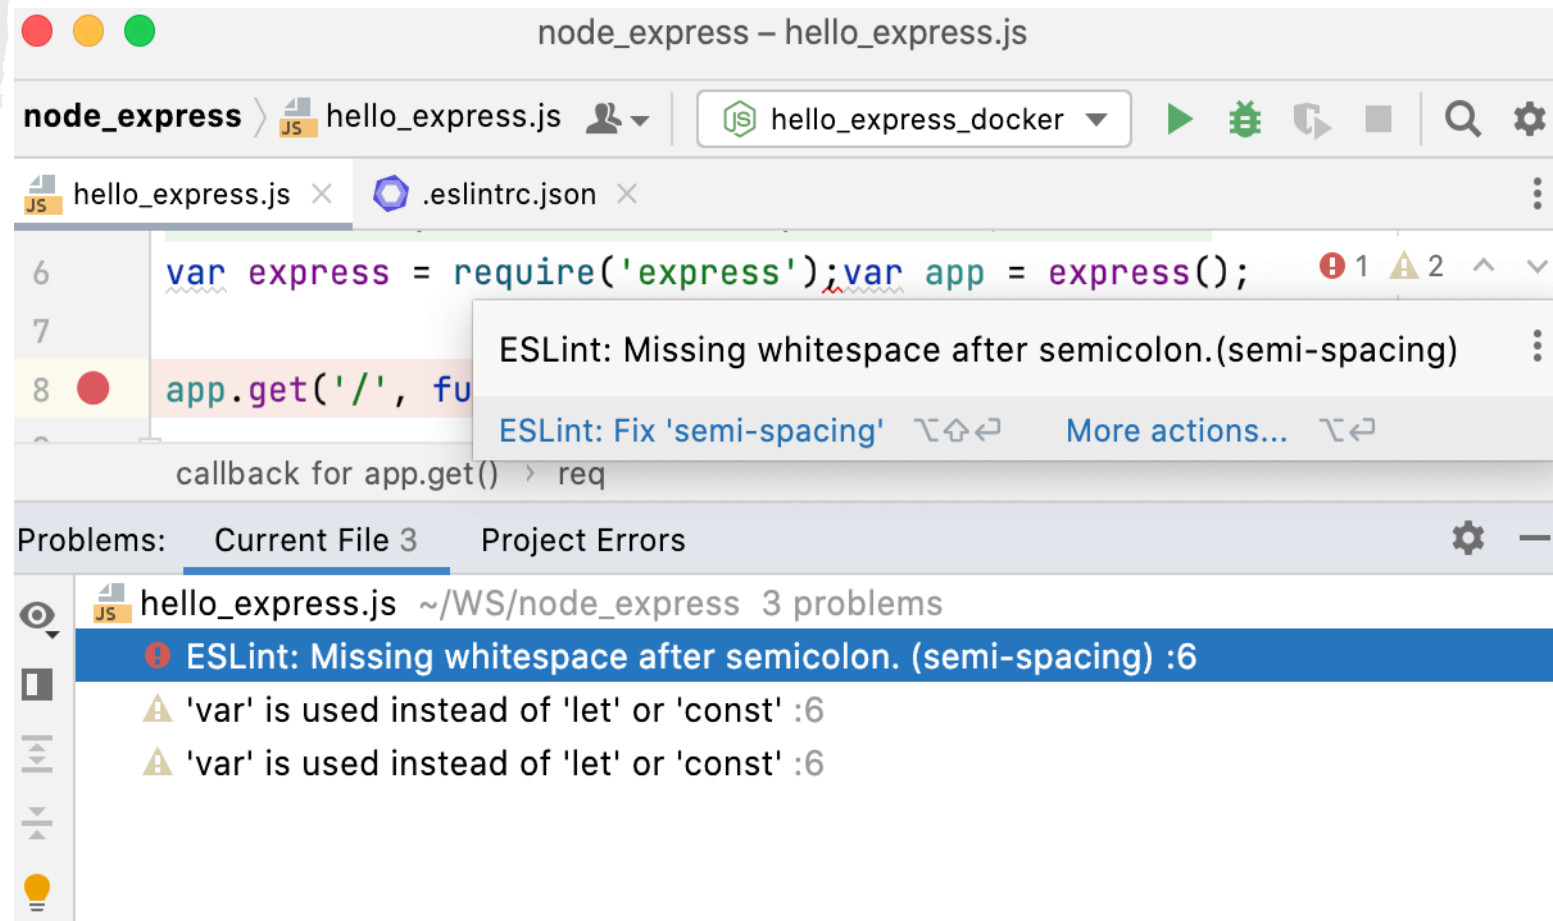 node_express – hello_express.js
node_express JS hello_express.js JS hello_express_docker
JS hello_express.js .eslintrc.json
6 var express = require('express');var app = express(); 1 2
7
ESLint: Missing whitespace after semicolon.(semi-spacing)
8 app.get('/', fu
ESLint: Fix 'semi-spacing' ⌥⇧⏎ More actions... ⌥⏎
callback for app.get() › req
Problems: Current File 3 Project Errors
JS hello_express.js ~/WS/node_express 3 problems
ESLint: Missing whitespace after semicolon. (semi-spacing) :6
'var' is used instead of 'let' or 'const' :6
'var' is used instead of 'let' or 'const' :6